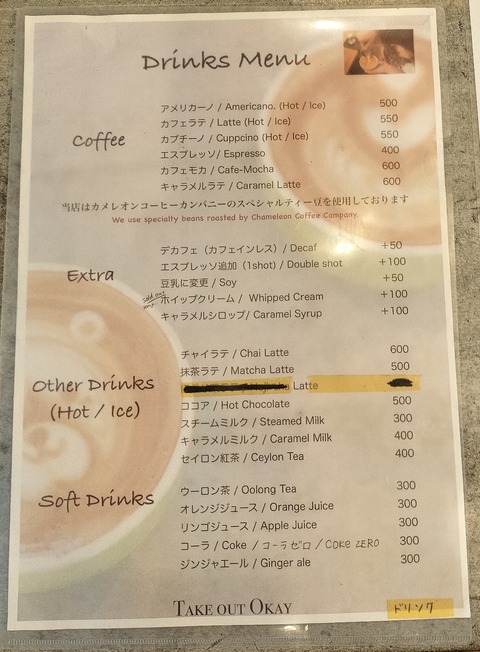 Drinks Menu
Coffee
アメリカーノ / Americano. (Hot / Ice) 500
カフェラテ / Latte (Hot / Ice) 550
カプチーノ / Cuppcino (Hot / Ice) 550
エスプレッソ/ Espresso 400
カフェモカ / Cafe-Mocha 600
キャラメルラテ / Caramel Latte 600
当店はカメレオンコーヒーカンパニーのスペシャルティー豆を使用しております
We use specialty beans roasted by Chameleon Coffee Company.
Extra
デカフェ（カフェインレス）/ Decaf +50
エスプレッソ追加（1shot) / Double shot +100
豆乳に変更 / Soy +50
sold out
ホイップクリーム / Whipped Cream +100
キャラメルシロップ/ Caramel Syrup +100
Other Drinks
(Hot / Ice)
チャイラテ / Chai Latte 600
抹茶ラテ / Matcha Latte 500
Latte
ココア / Hot Chocolate 500
スチームミルク / Steamed Milk 300
キャラメルミルク / Caramel Milk 400
セイロン紅茶 / Ceylon Tea 400
Soft Drinks
ウーロン茶 / Oolong Tea 300
オレンジジュース / Orange Juice 300
リンゴジュース / Apple Juice 300
コーラ / Coke / コーラゼロ / COKE ZERO 300
ジンジャエール / Ginger ale 300
TAKE OUT OKAY
ドリンク